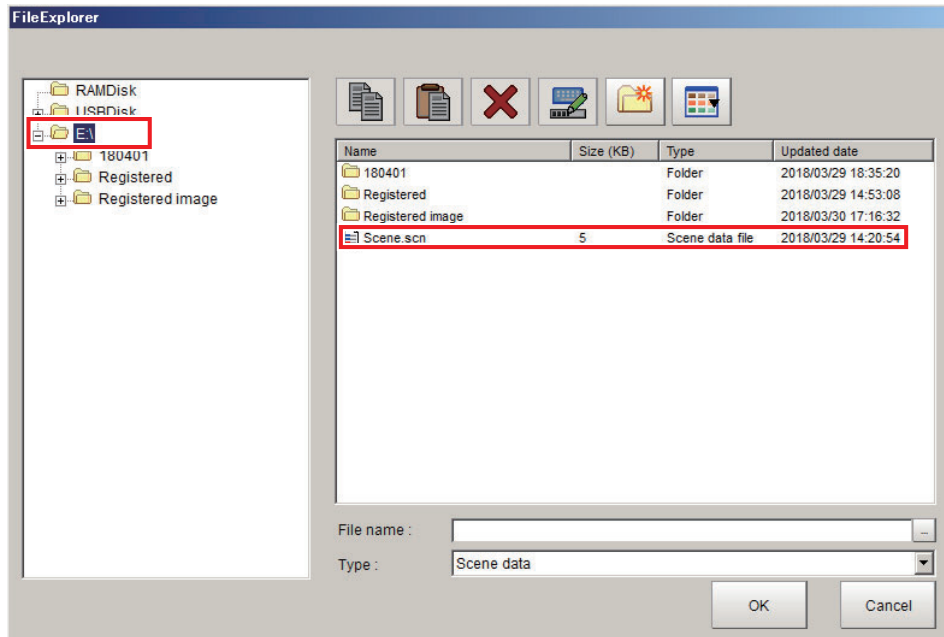 FileExplorer
RAMDisk
USBDisk
E:\
180401
Registered
Registered image
Name Size (KB) Type Updated date
180401 Folder 2018/03/29 18:35:20
Registered Folder 2018/03/29 14:53:08
Registered image Folder 2018/03/30 17:16:32
Scene.scn 5 Scene data file 2018/03/29 14:20:54
File name : ...
Type : Scene data
OK Cancel